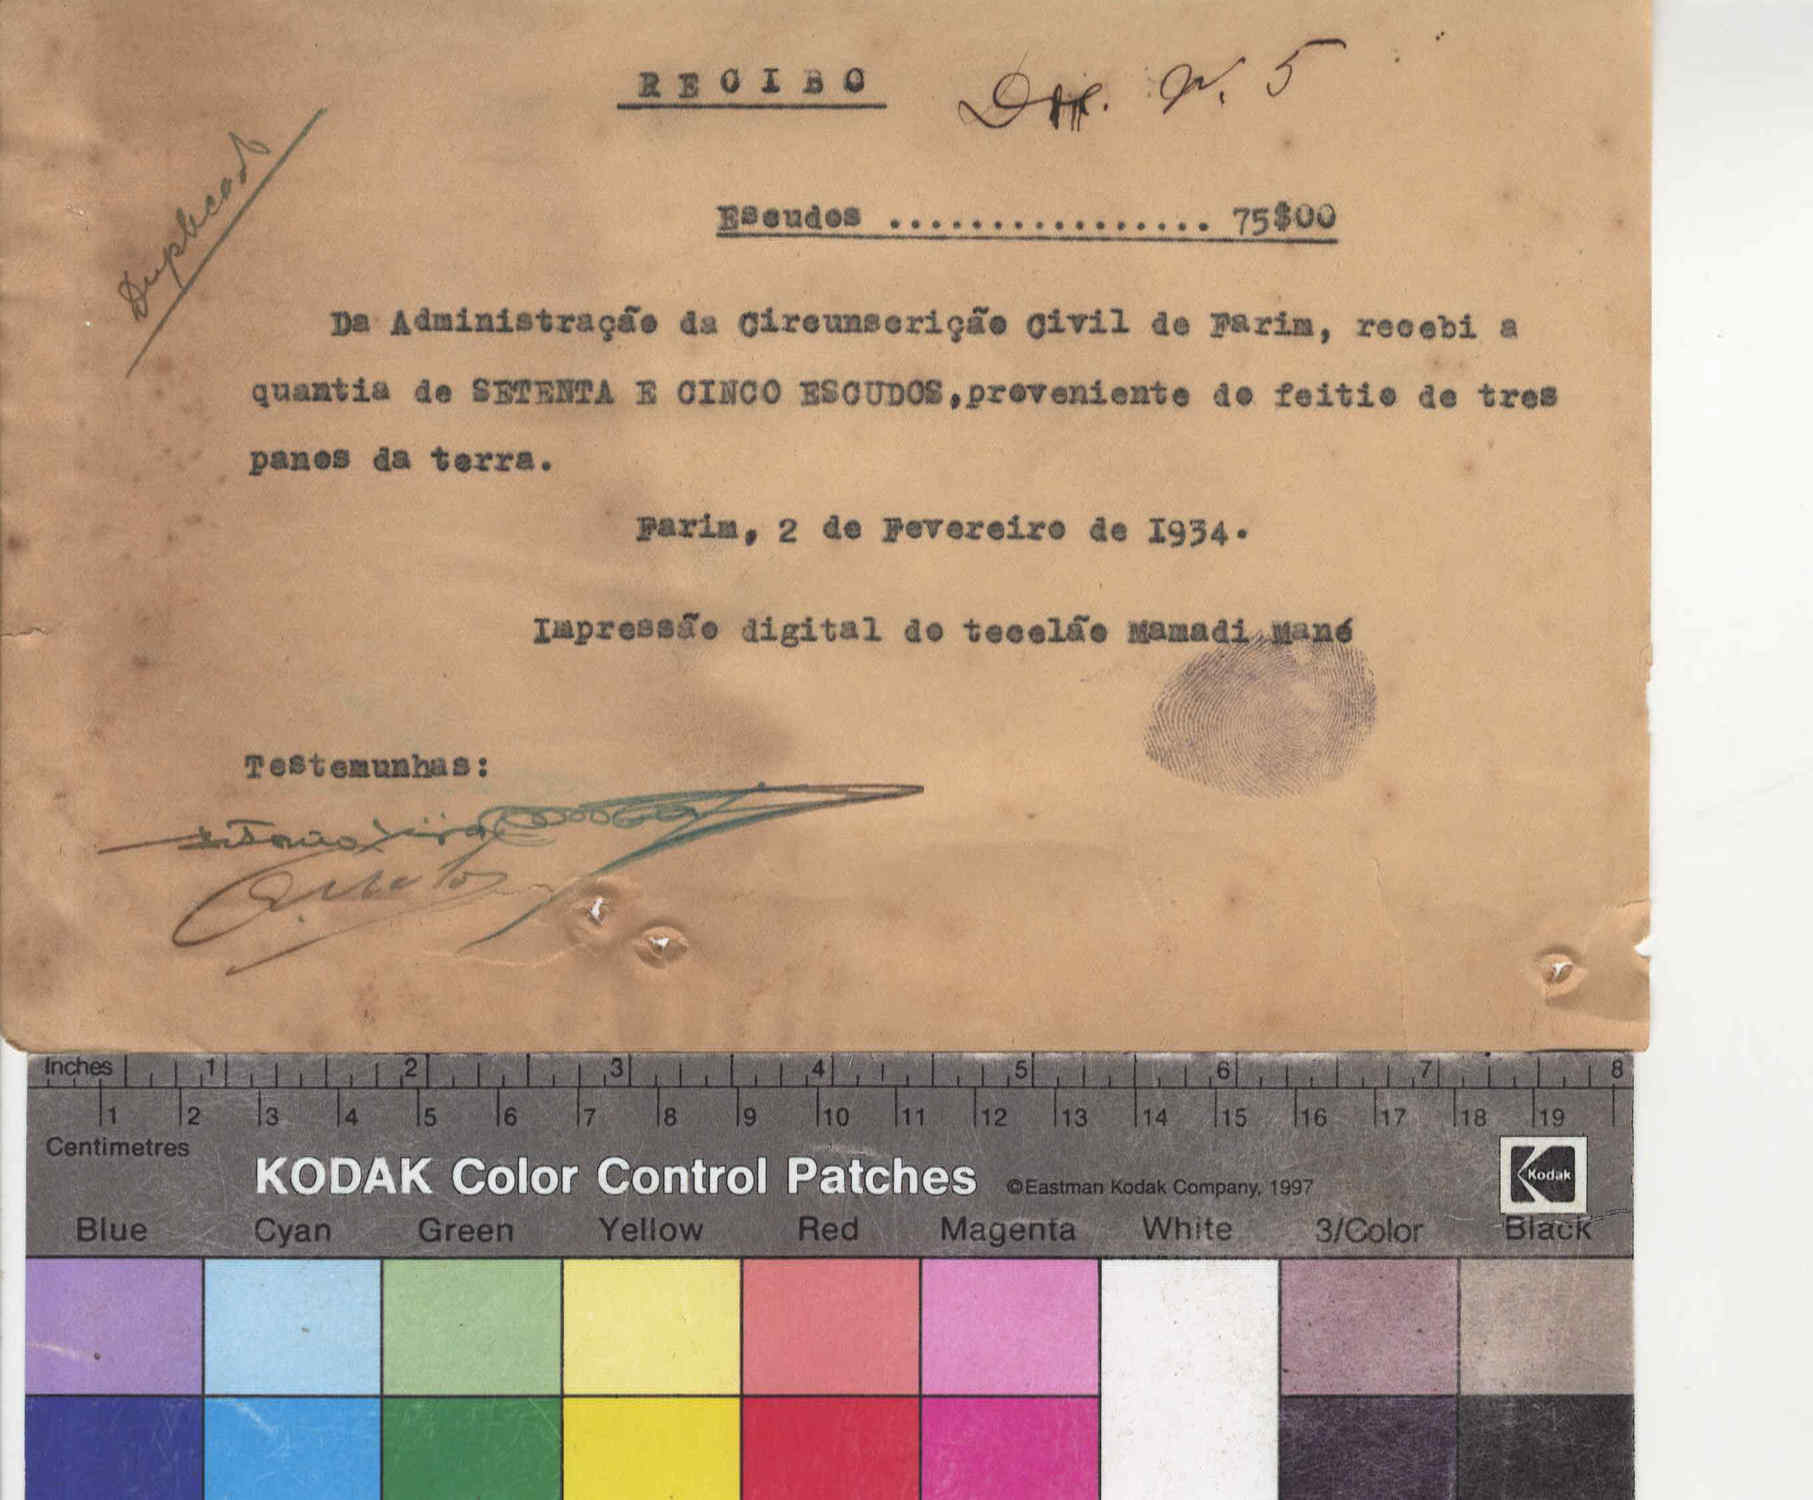 RECIBO
N. 5
Duplicado
Escudos ................ 75$00
Da Administração da Circunscrição Civil de Farim, recebi a
quantia de SETENTA E CINCO ESCUDOS,proveniente do feitio de tres
panos da terra.
Farim, 2 de Fevereiro de I934.
Impressão digital do tecelão Mamadi Mané
Testemunhas:
Inches 1 2 3 4 5 6 7 8
1 2 3 4 5 6 7 8 9 10 11 12 13 14 15 16 17 18 19
Centimetres
KODAK Color Control Patches ©Eastman Kodak Company, 1997 Kodak
Blue Cyan Green Yellow Red Magenta White 3/Color Black